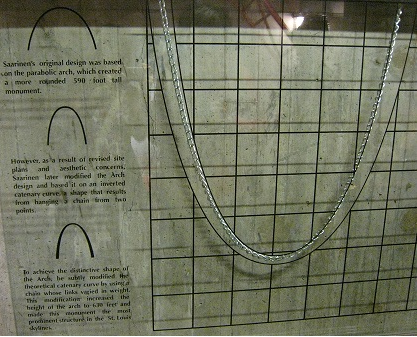 Saarinen's original design was based
on the parabolic arch, which created
a more rounded 590 foot tall
monument.
However, as a result of revised site
plans and aesthetic concerns,
Saarinen later modified the Arch
design and based it on an inverted
catenary curve, a shape that results
from hanging a chain from two
points.
To achieve the distinctive shape of
the Arch, he subtly modified the
theoretical catenary curve by using a
chain whose links varied in weight.
This modification increased the
height of the arch to 630 feet and
made this monument the most
prominent structure in the St. Louis
skyline.